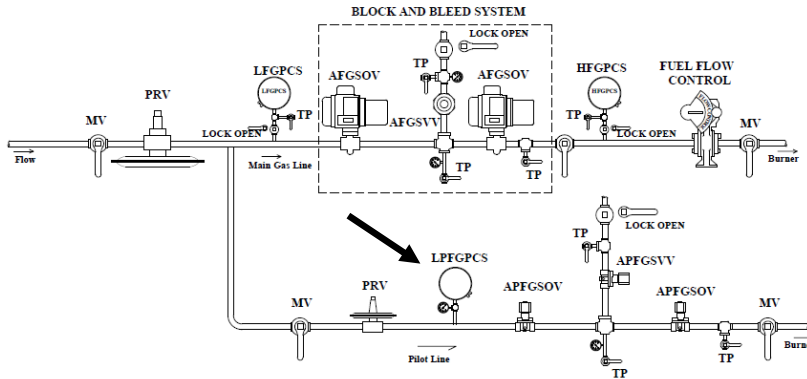 BLOCK AND BLEED SYSTEM
LOCK OPEN
LFGPCS
AFGSOV
TP
AFGSOV
HFGPCS
FUEL FLOW
CONTROL
PRV
LFGPCS
HFGPCS
MV
TP
AFGSVV
TP
MV
LOCK OPEN
LOCK OPEN
Flow
Main Gas Line
TP
TP
Burner
LOCK OPEN
TP
LPFGPCS
APFGSVV
PRV
APFGSOV
APFGSOV
MV
MV
Pilot Line
TP
TP
Burne